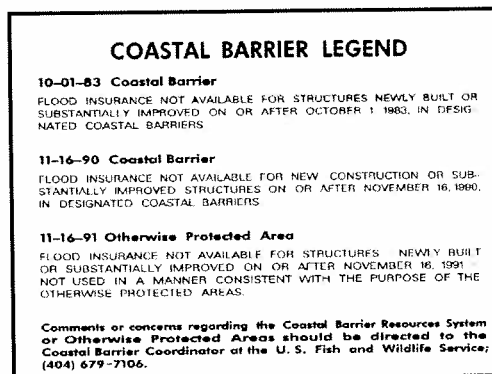 COASTAL BARRIER LEGEND
10-01-83 Coastal Barrier
FLOOD INSURANCE NOT AVAILABLE FOR STRUCTURES NEWLY BUILT OR
SUBSTANTIALLY IMPROVED ON OR AFTER OCTOBER 1 1983, IN DESIG-
NATED COASTAL BARRIERS
11-16-90 Coastal Barrier
FLOOD INSURANCE NOT AVAILABLE FOR NEW CONSTRUCTION OR SUB-
STANTIALLY IMPROVED STRUCTURES ON OR AFTER NOVEMBER 16, 1990,
IN DESIGNATED COASTAL BARRIERS
11-16-91 Otherwise Protected Area
FLOOD INSURANCE NOT AVAILABLE FOR STRUCTURES NEWLY BUILT
OR SUBSTANTIALLY IMPROVED ON OR AFTER NOVEMBER 16, 1991
NOT USED IN A MANNER CONSISTENT WITH THE PURPOSE OF THE
OTHERWISE PROTECTED AREAS.
Comments or concerns regarding the Coastal Barrier Resources System
or Otherwise Protected Areas should be directed to the
Coastal Barrier Coordinator at the U. S. Fish and Wildlife Service;
(404) 679-7106.